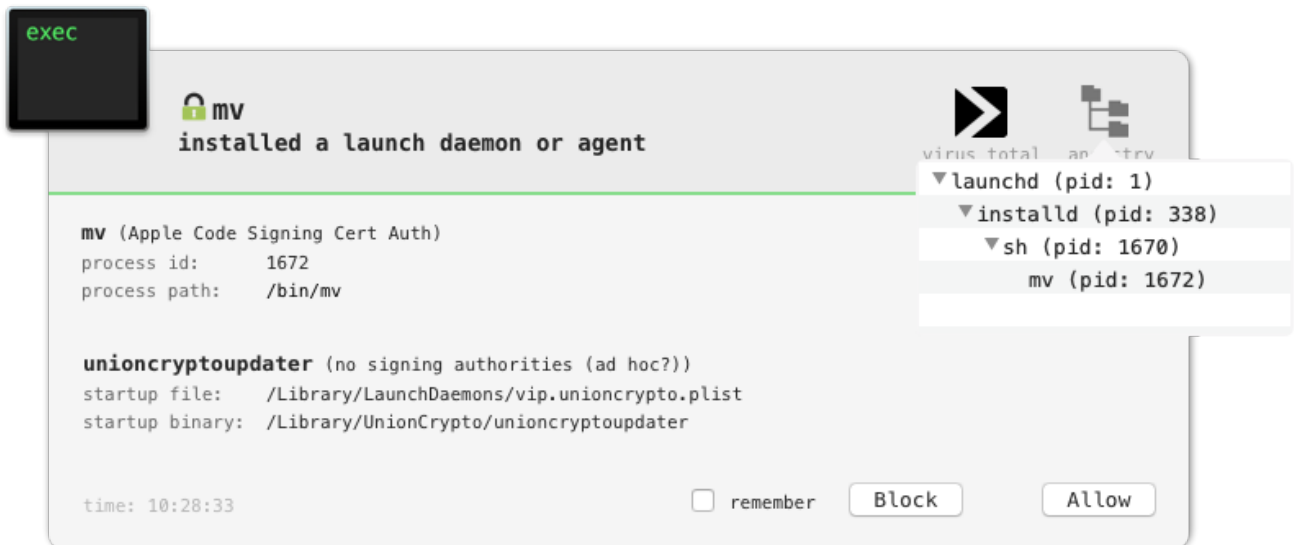 exec
mv
installed a launch daemon or agent
virus total
launchd (pid: 1)
installd (pid: 338)
sh (pid: 1670)
mv (pid: 1672)
mv (Apple Code Signing Cert Auth)
process id: 1672
process path: /bin/mv
unioncryptoupdater (no signing authorities (ad hoc?))
startup file: /Library/LaunchDaemons/vip.unioncrypto.plist
startup binary: /Library/UnionCrypto/unioncryptoupdater
time: 10:28:33
remember
Block
Allow